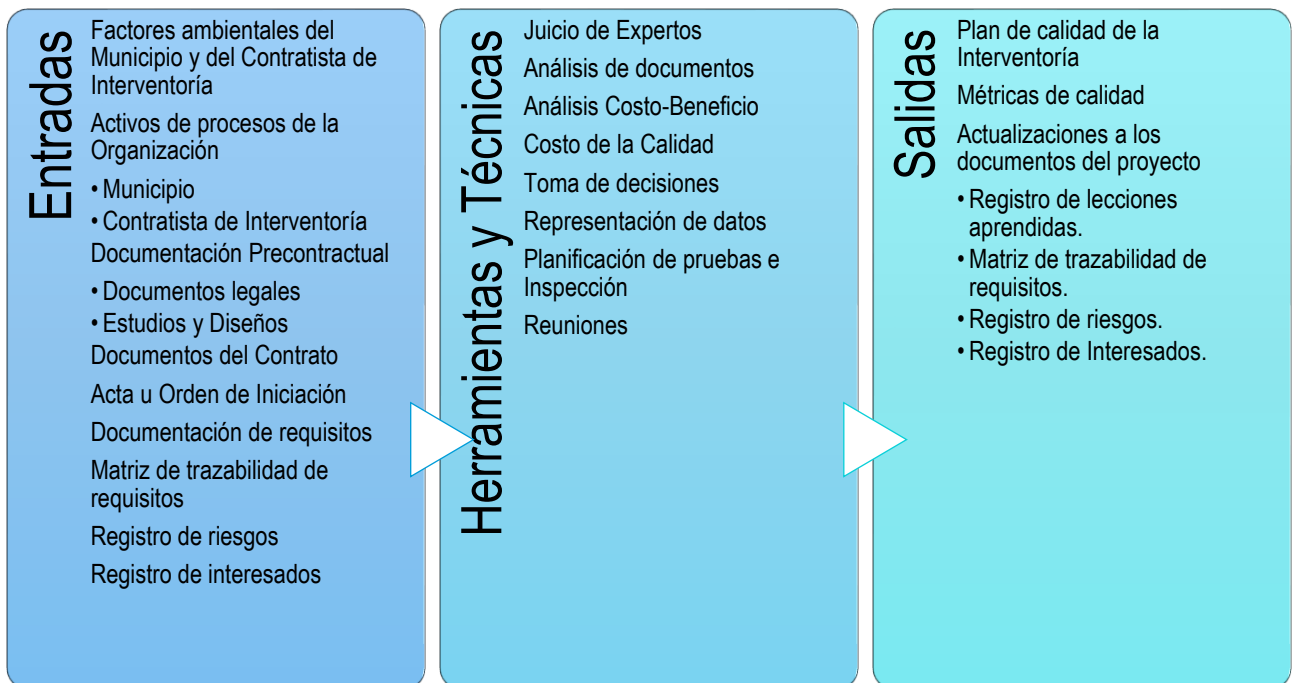 Entradas
Factores ambientales del
Municipio y del Contratista de
Interventoría
Activos de procesos de la
Organización
• Municipio
• Contratista de Interventoría
Documentación Precontractual
• Documentos legales
• Estudios y Diseños
Documentos del Contrato
Acta u Orden de Iniciación
Documentación de requisitos
Matriz de trazabilidad de
requisitos
Registro de riesgos
Registro de interesados
Herramientas y Técnicas
Juicio de Expertos
Análisis de documentos
Análisis Costo-Beneficio
Costo de la Calidad
Toma de decisiones
Representación de datos
Planificación de pruebas e
Inspección
Reuniones
Salidas
Plan de calidad de la
Interventoría
Métricas de calidad
Actualizaciones a los
documentos del proyecto
• Registro de lecciones
aprendidas.
• Matriz de trazabilidad de
requisitos.
• Registro de riesgos.
• Registro de Interesados.